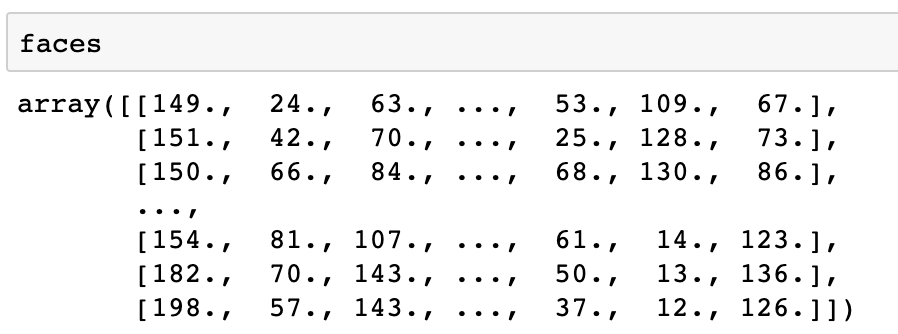 faces
array([[149.,  24.,  63., ...,  53., 109.,  67.],
       [151.,  42.,  70., ...,  25., 128.,  73.],
       [150.,  66.,  84., ...,  68., 130.,  86.],
       ...,
       [154.,  81., 107., ...,  61.,  14., 123.],
       [182.,  70., 143., ...,  50.,  13., 136.],
       [198.,  57., 143., ...,  37.,  12., 126.]])